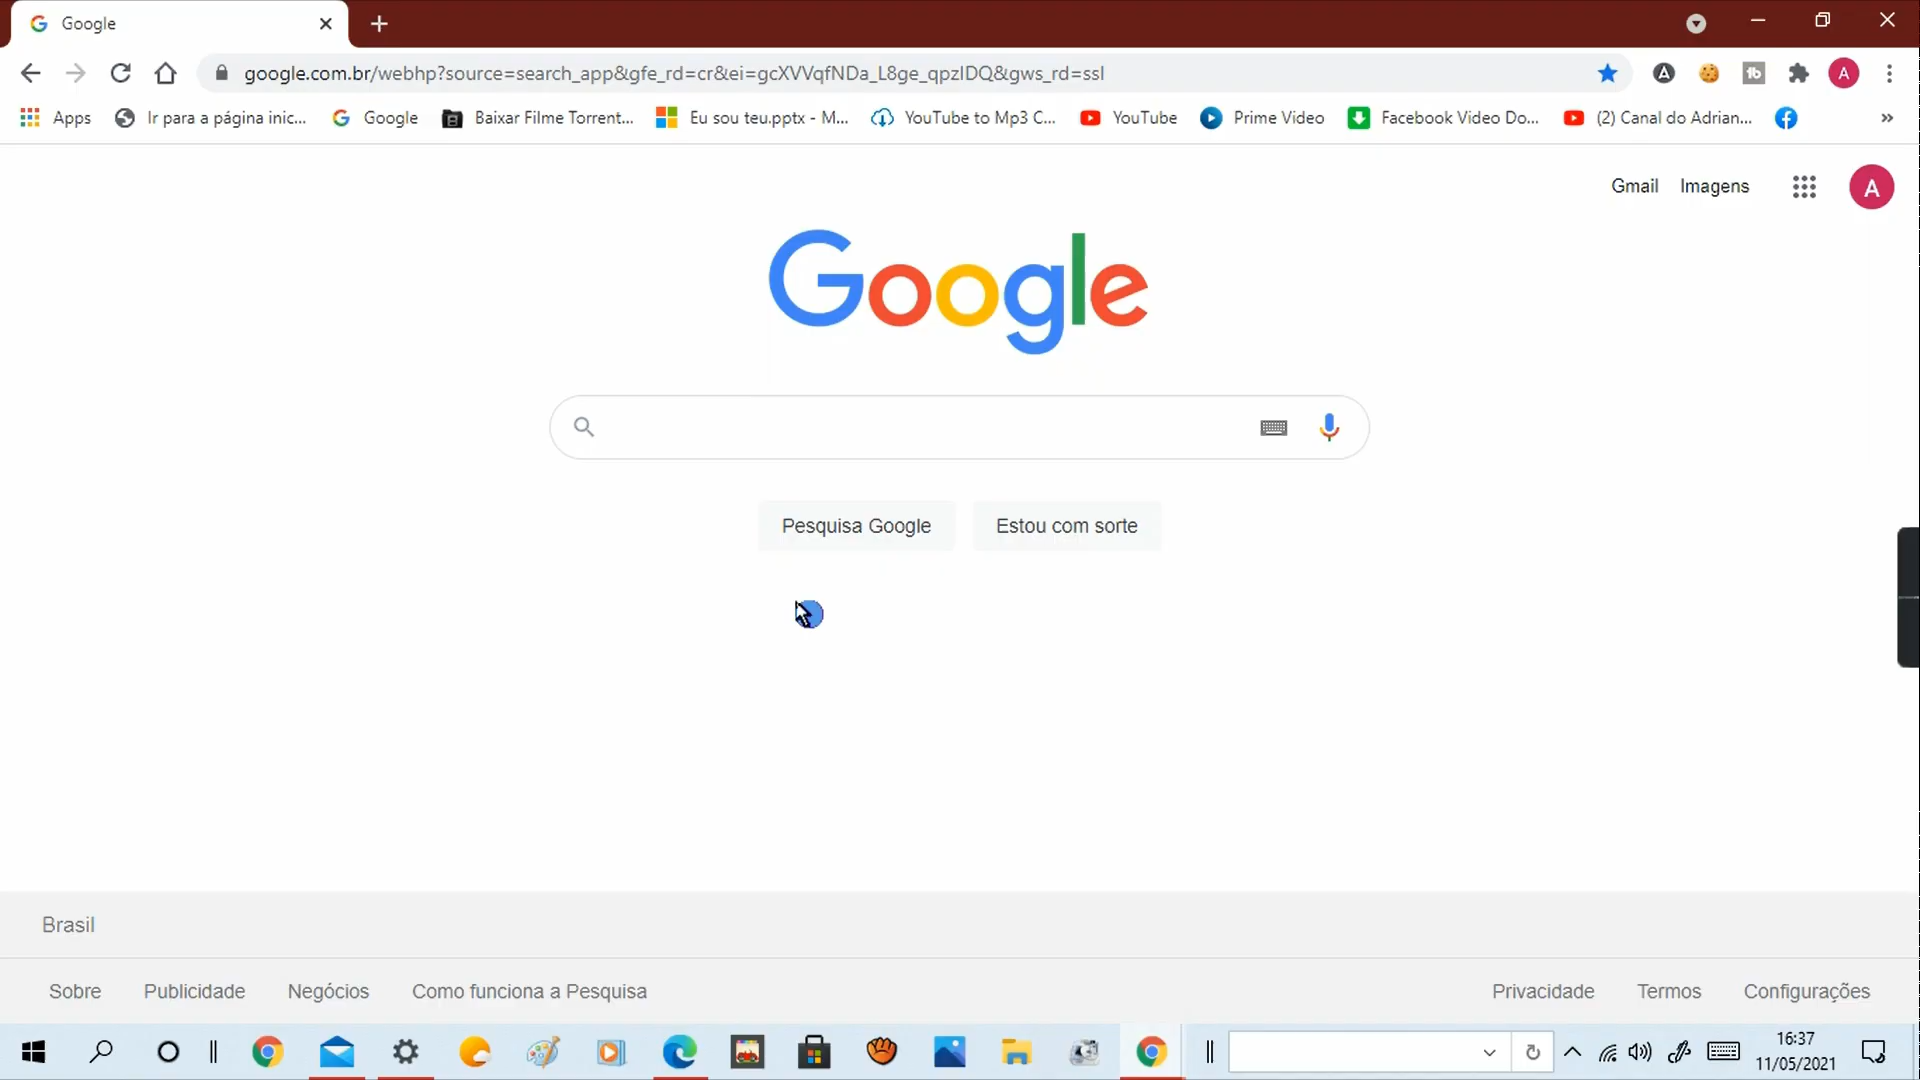 Google
google.com.br/webhp?source=search_app&gfe_rd=cr&ei=gcXVVqfNDa_L8ge_qpzIDQ&gws_rd=ssl
A
Apps Ir para a página inic... Google Baixar Filme Torrent... Eu sou teu.pptx - M... YouTube to Mp3 C... YouTube Prime Video Facebook Video Do... (2) Canal do Adrian... »
Gmail Imagens A
Google
Pesquisa Google Estou com sorte
Brasil
Sobre Publicidade Negócios Como funciona a Pesquisa Privacidade Termos Configurações
16:37
11/05/2021